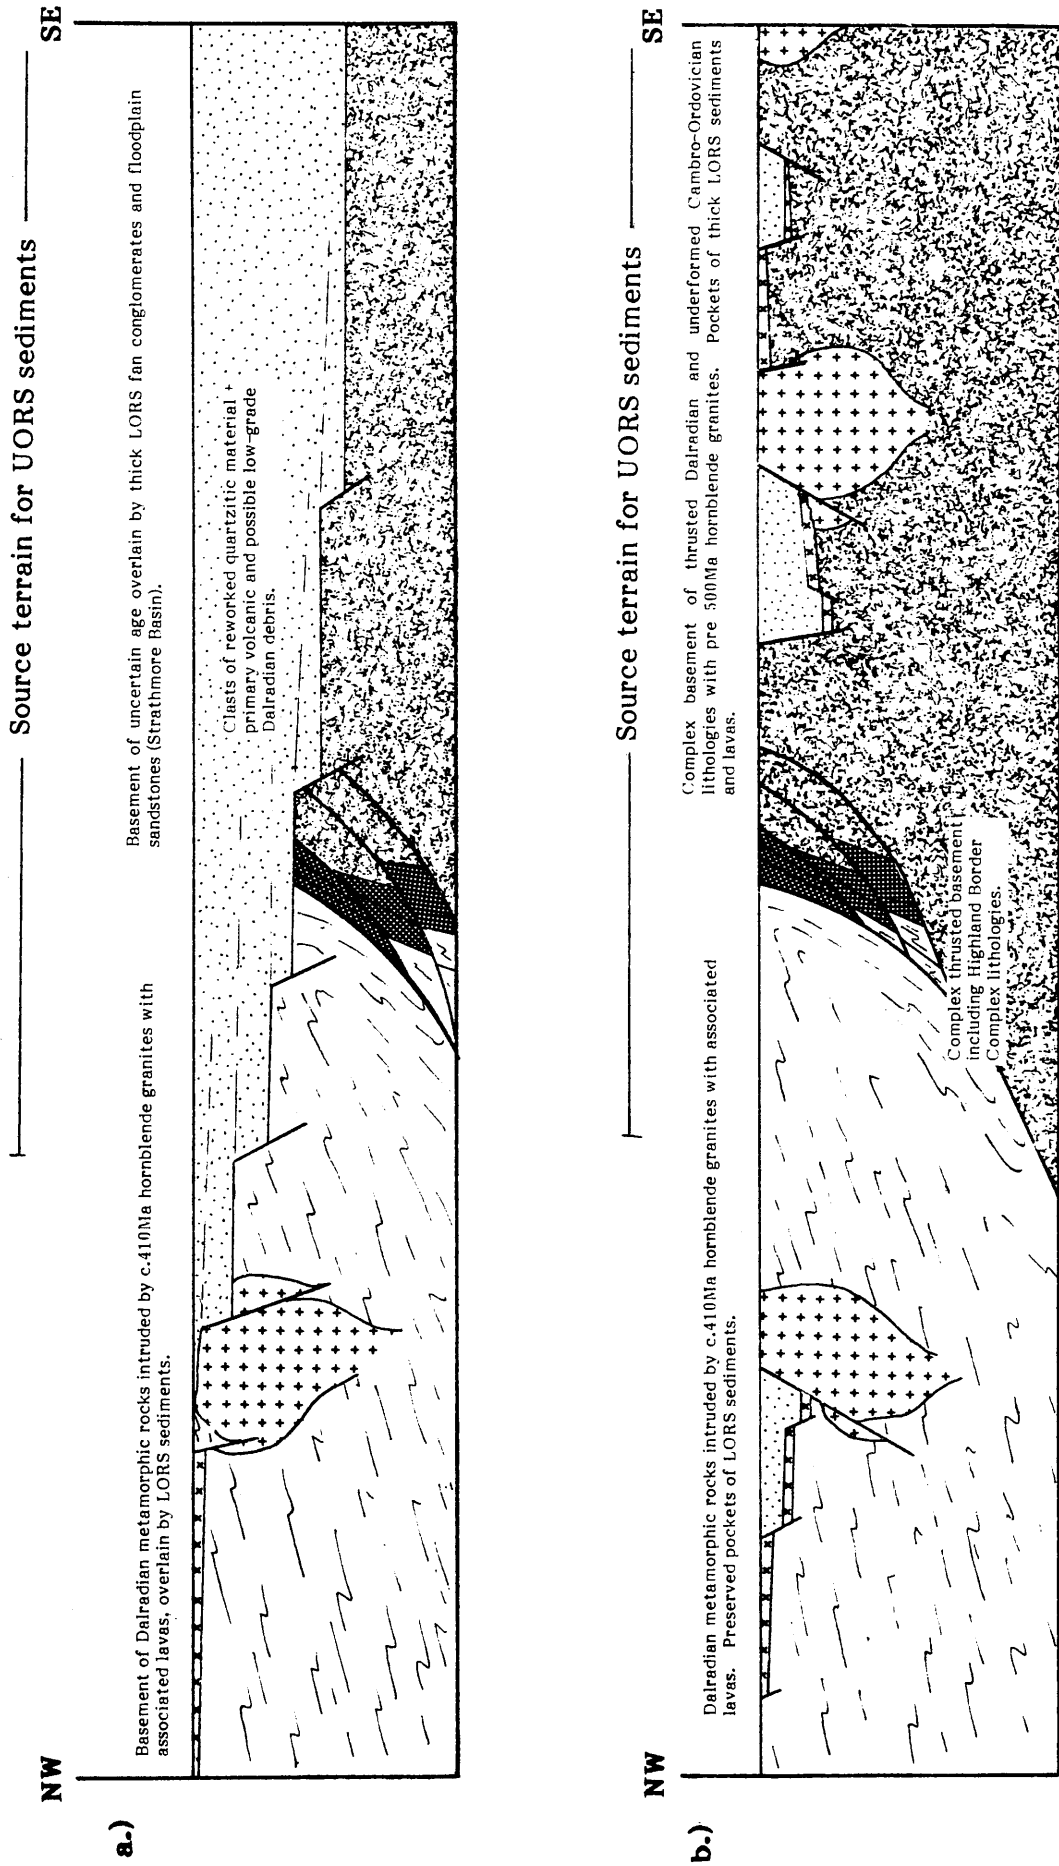 a.)
NW
SE
Source terrain for UORS sediments
Basement of Dalradian metamorphic rocks intruded by c.410Ma hornblende granites with
associated lavas, overlain by LORS sediments.
Basement of uncertain age overlain by thick LORS fan conglomerates and floodplain
sandstones (Strathmore Basin).
Clasts of reworked quartzitic material +
primary volcanic and possible low-grade
Dalradian debris.
b.)
NW
SE
Source terrain for UORS sediments
Dalradian metamorphic rocks intruded by c.410Ma hornblende granites with associated
lavas. Preserved pockets of LORS sediments.
Complex basement of thrusted Dalradian and underformed Cambro-Ordovician
lithologies with pre 500Ma hornblende granites. Pockets of thick LORS sediments
and lavas.
Complex thrusted basement
including Highland Border
Complex lithologies.